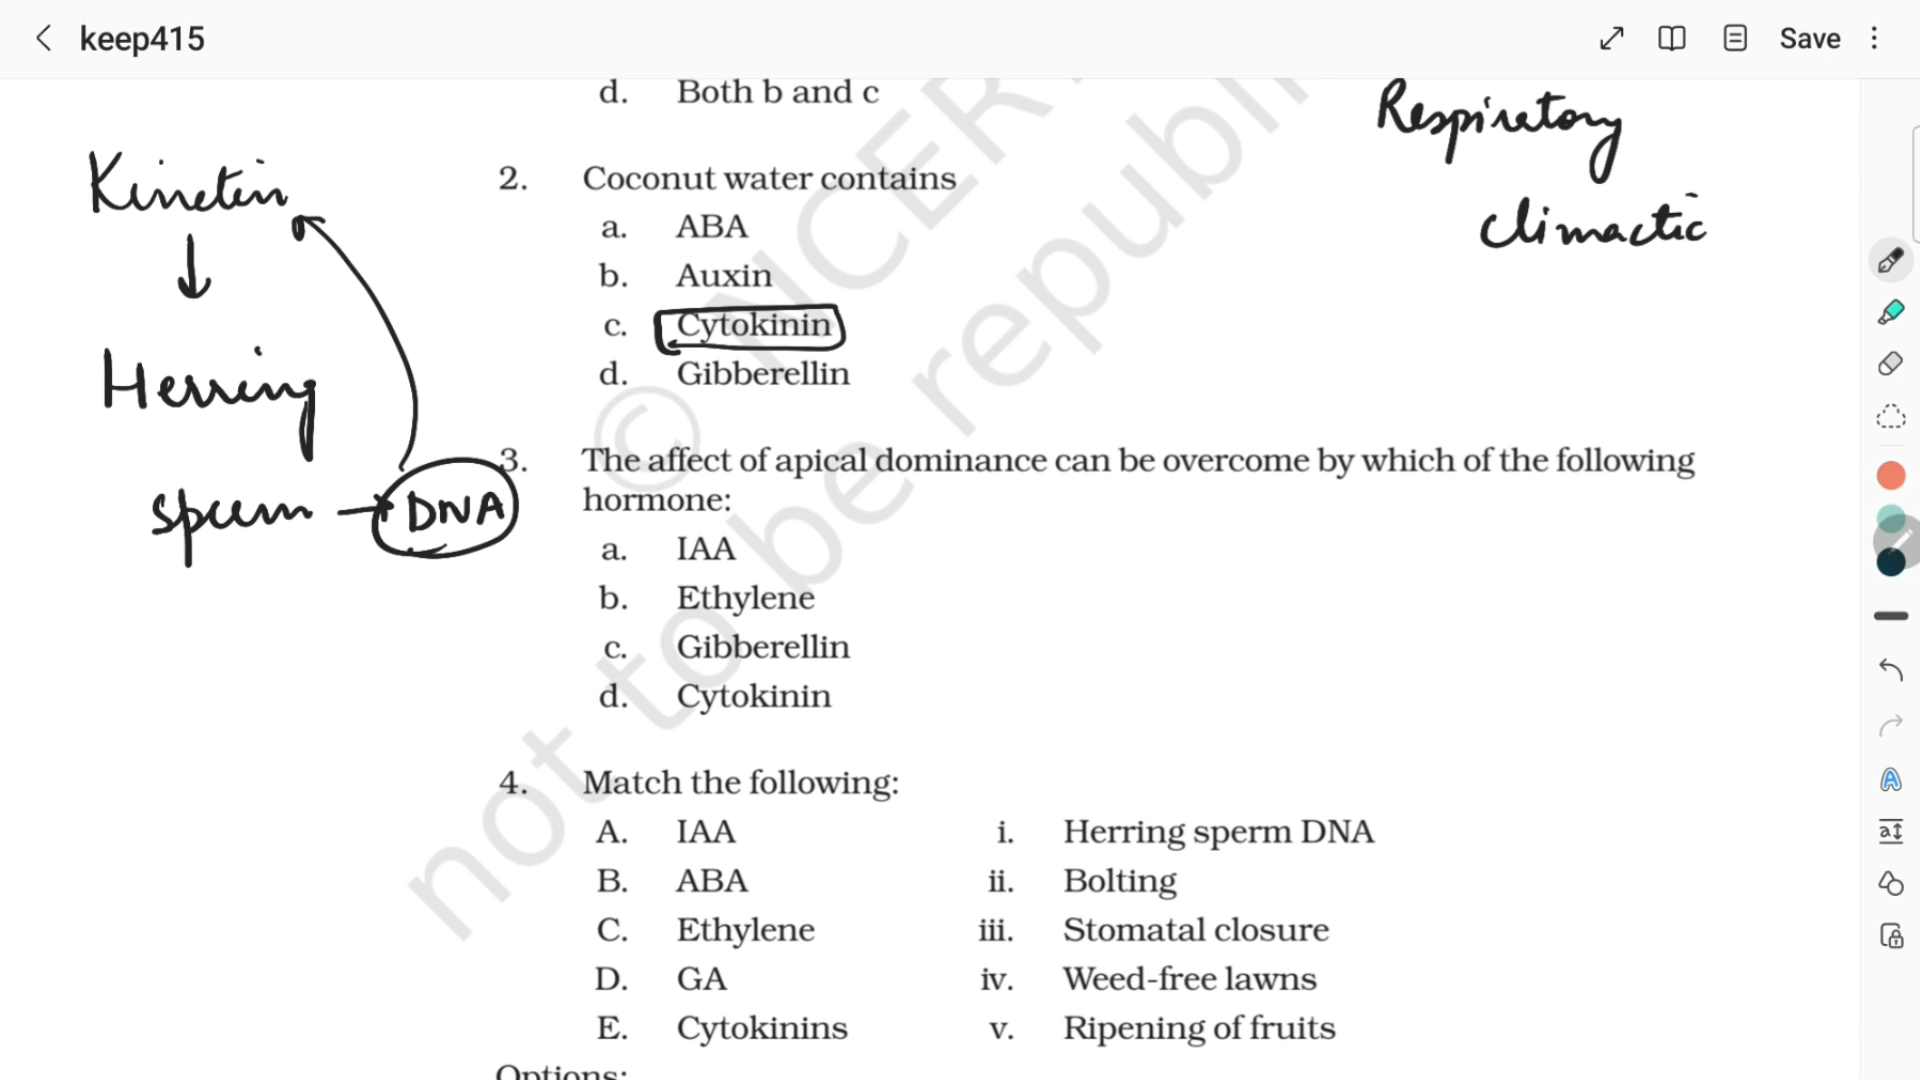 keep415
Save
d. Both b and c
Respiratory
climactic
Kinetin
Herring
sperm → DNA
2. Coconut water contains
a. ABA
b. Auxin
c. Cytokinin
d. Gibberellin
3. The affect of apical dominance can be overcome by which of the following
hormone:
a. IAA
b. Ethylene
c. Gibberellin
d. Cytokinin
4. Match the following:
A. IAA i. Herring sperm DNA
B. ABA ii. Bolting
C. Ethylene iii. Stomatal closure
D. GA iv. Weed-free lawns
E. Cytokinins v. Ripening of fruits
Options:
© NCER
not to be republi